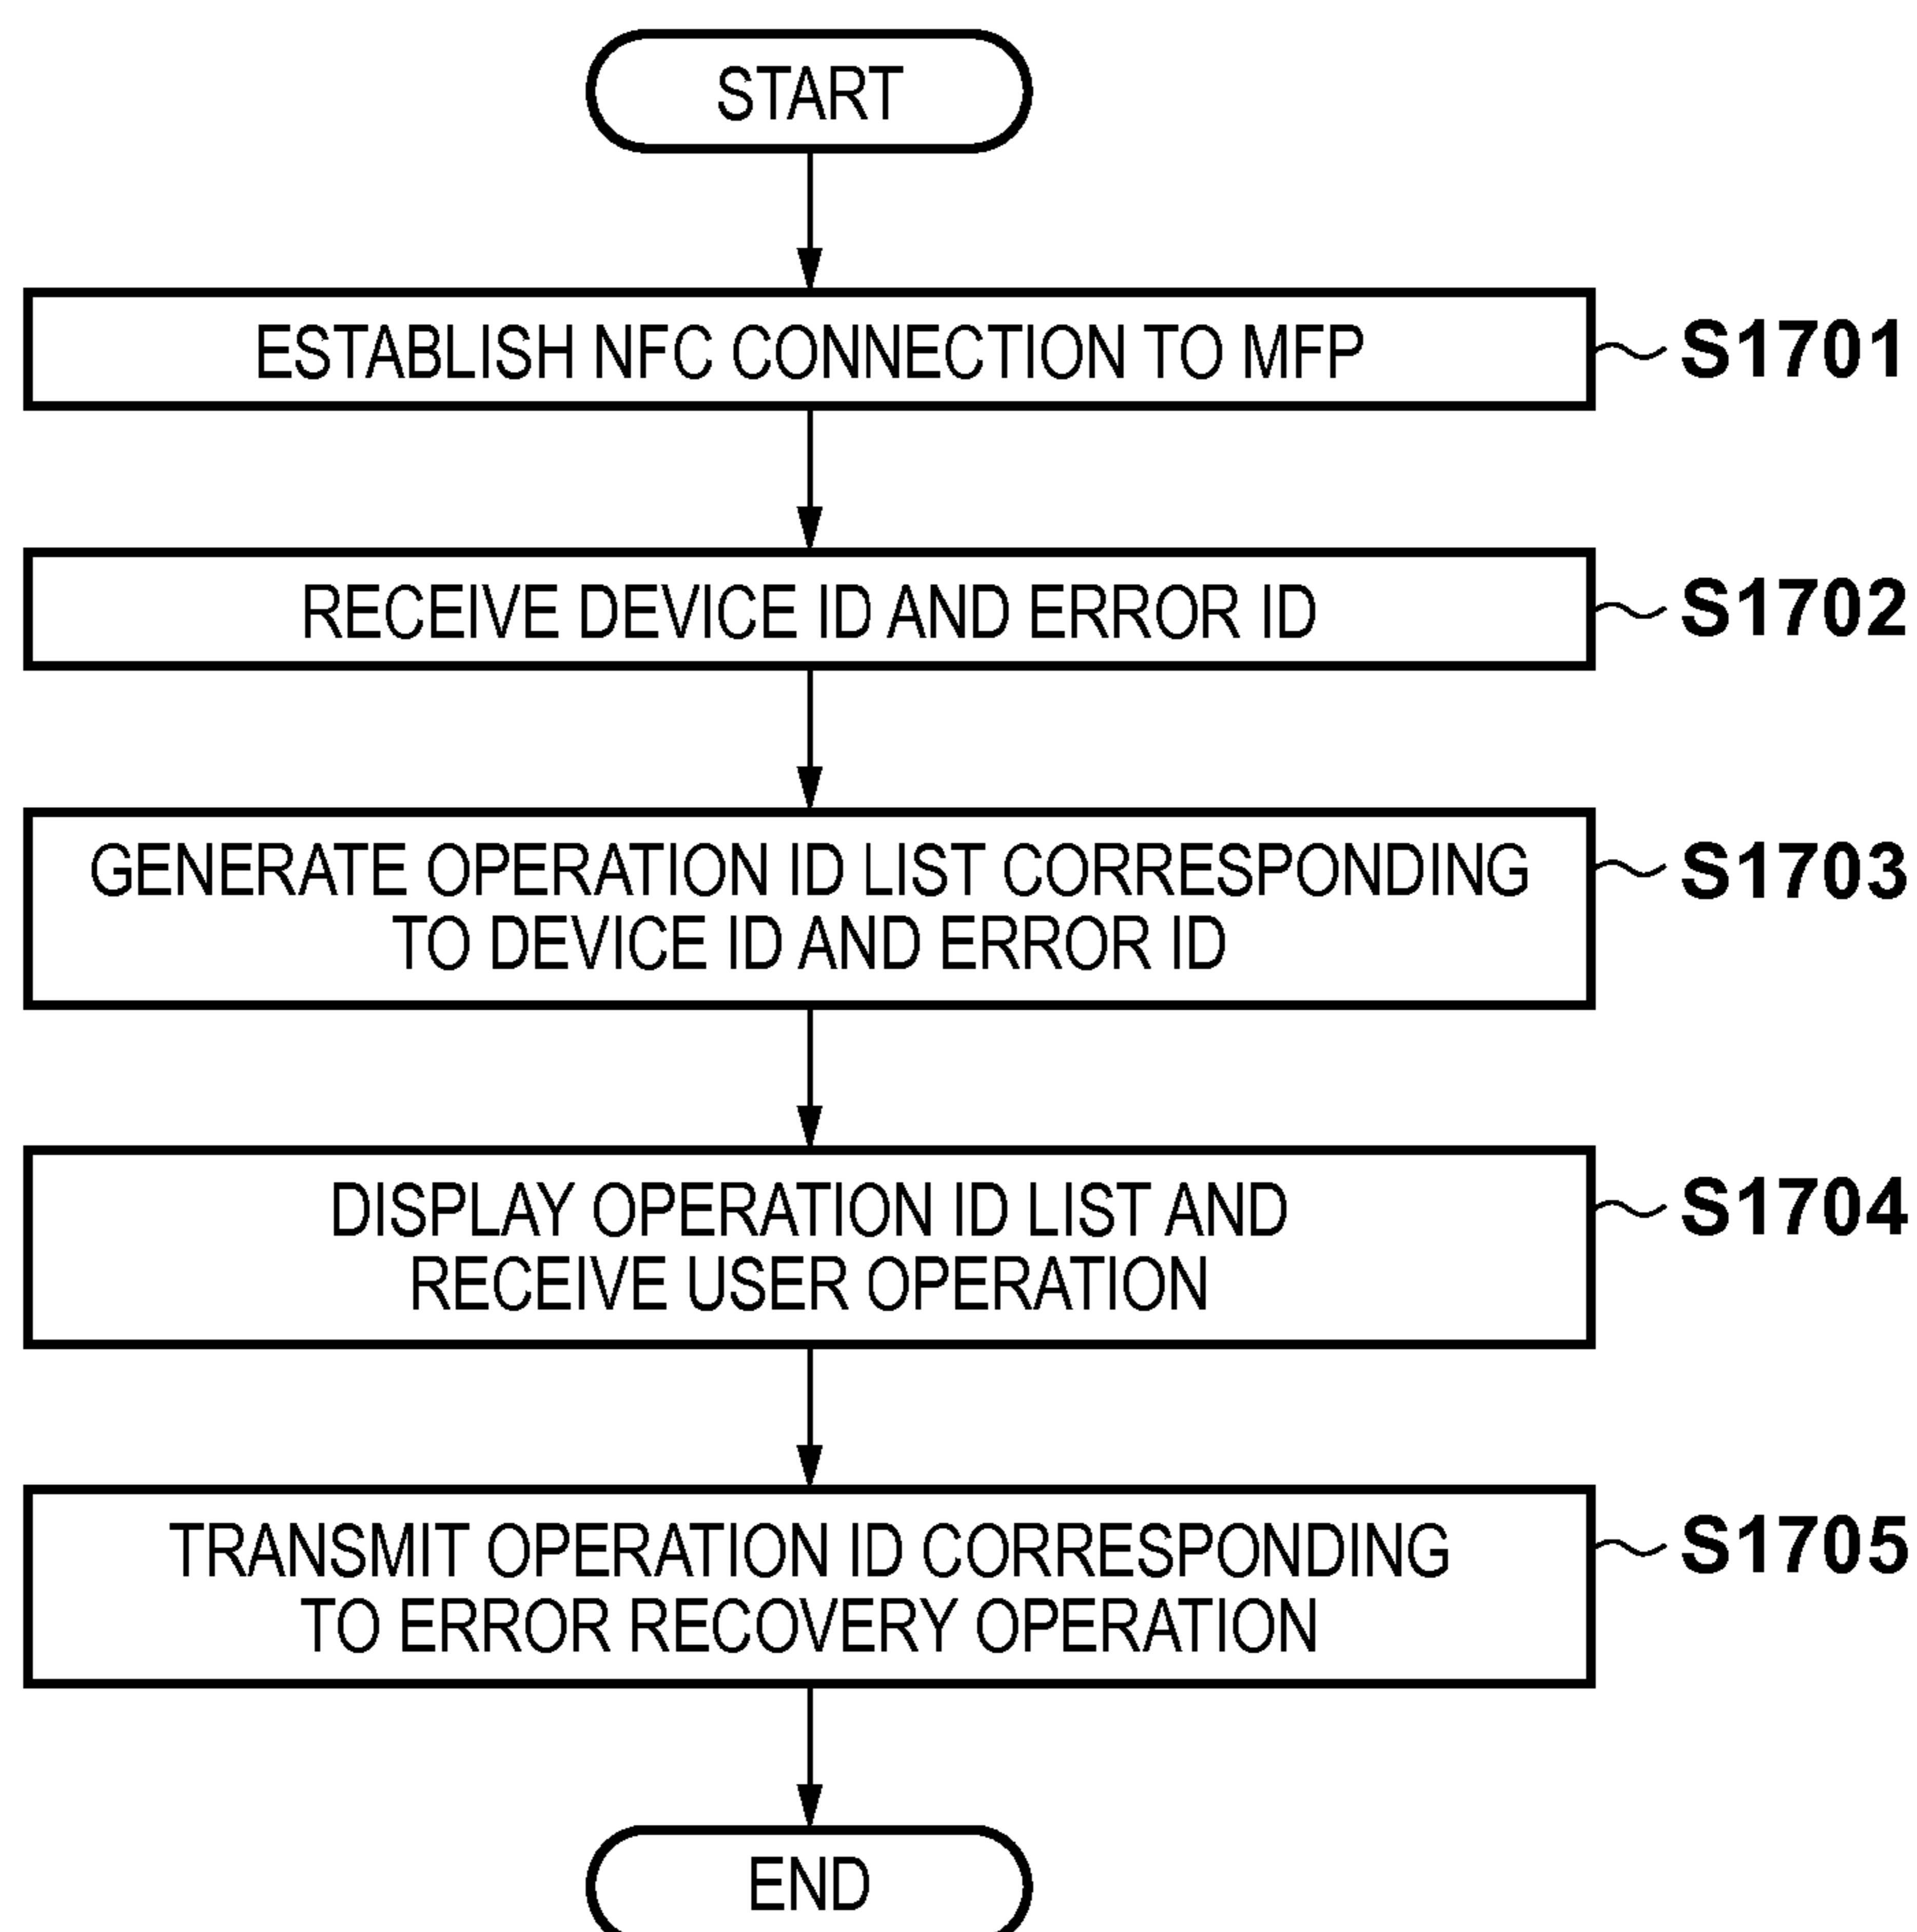 START
ESTABLISH NFC CONNECTION TO MFP
S1701
RECEIVE DEVICE ID AND ERROR ID
S1702
GENERATE OPERATION ID LIST CORRESPONDING
TO DEVICE ID AND ERROR ID
S1703
DISPLAY OPERATION ID LIST AND
RECEIVE USER OPERATION
S1704
TRANSMIT OPERATION ID CORRESPONDING
TO ERROR RECOVERY OPERATION
S1705
END